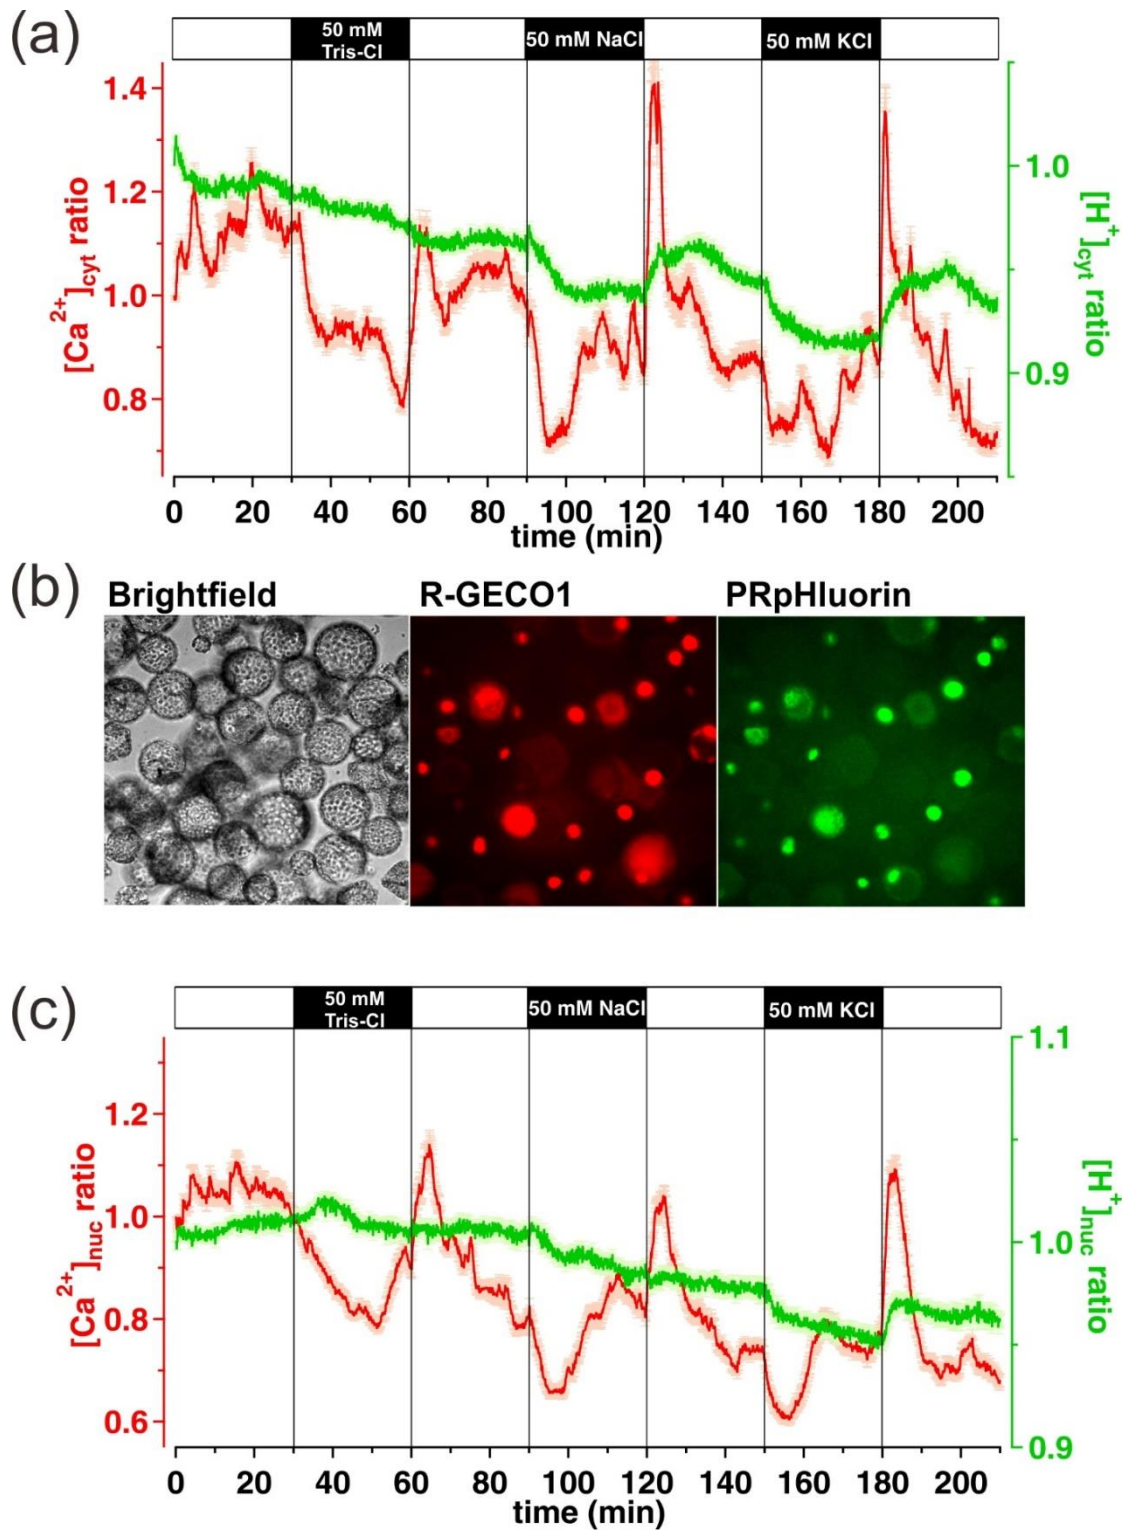 (a)
50 mM
Tris-Cl
50 mM NaCl
50 mM KCl
[Ca²⁺]cyt ratio
1.4
1.2
1.0
0.8
[H⁺]cyt ratio
1.0
0.9
0 20 40 60 80 100 120 140 160 180 200
time (min)
(b)
Brightfield R-GECO1 PRpHluorin
(c)
50 mM
Tris-Cl
50 mM NaCl
50 mM KCl
[Ca²⁺]nuc ratio
1.2
1.0
0.8
0.6
[H⁺]nuc ratio
1.1
1.0
0.9
0 20 40 60 80 100 120 140 160 180 200
time (min)